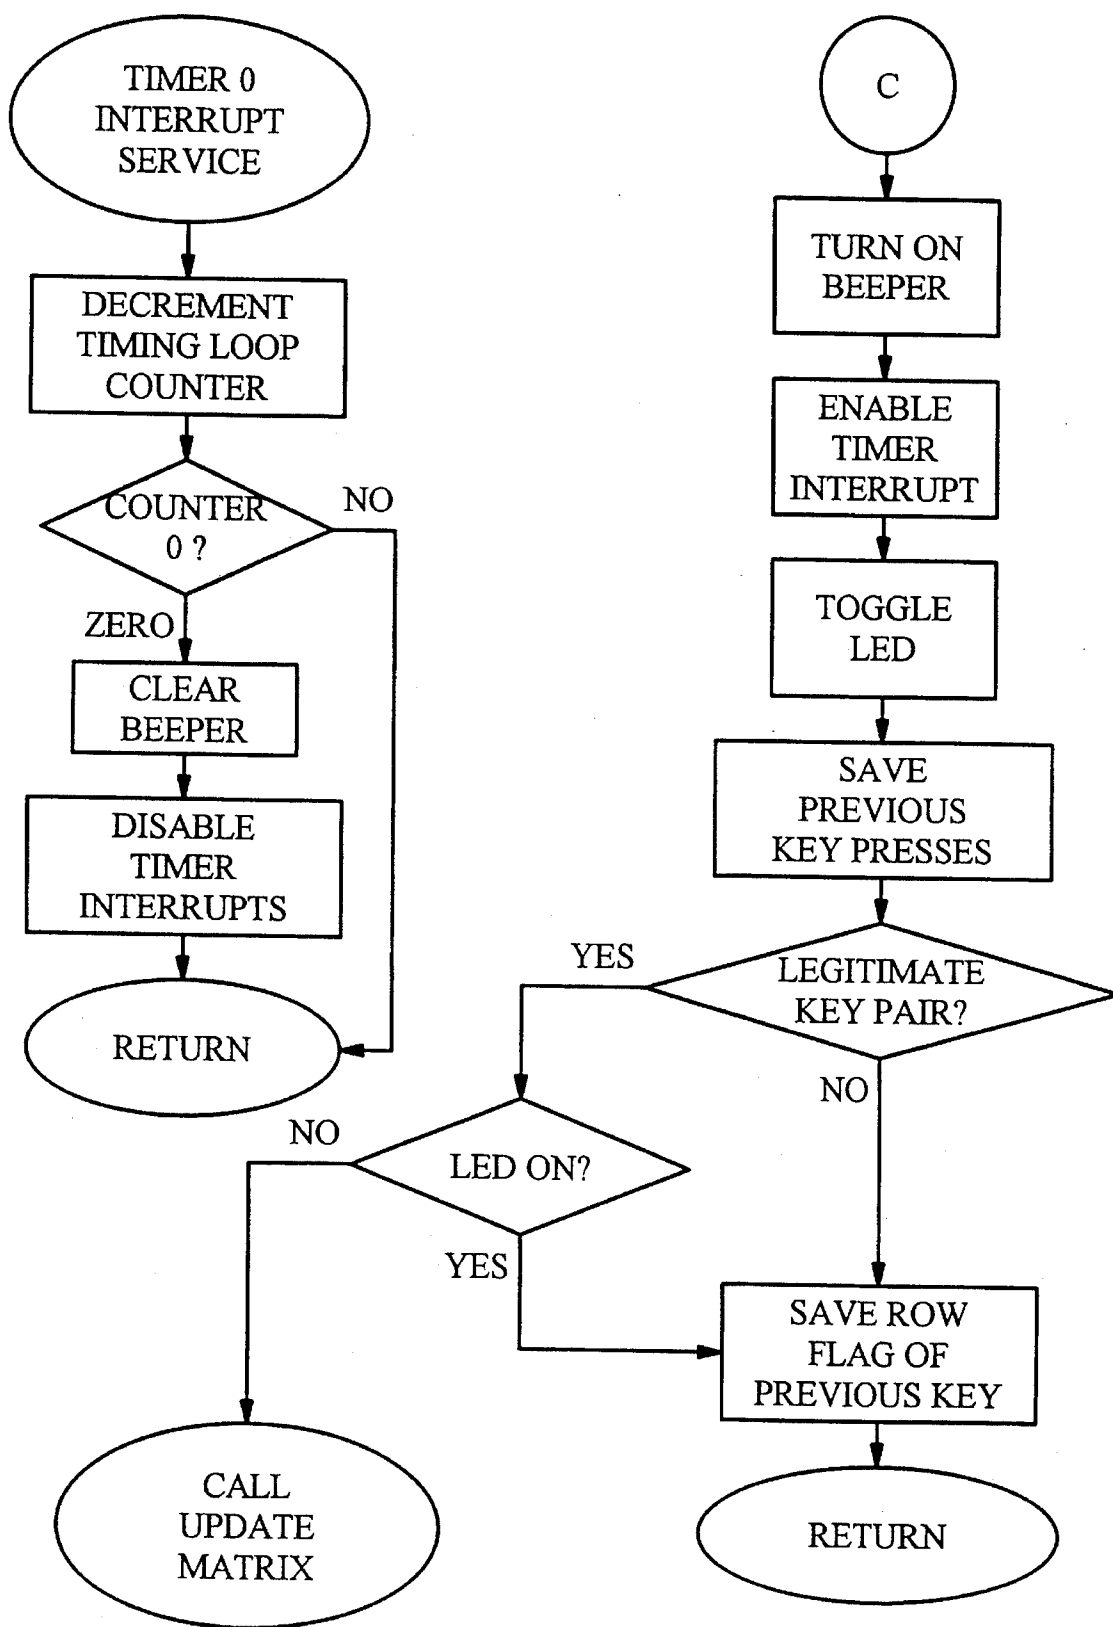 TIMER 0
INTERRUPT
SERVICE
DECREMENT
TIMING LOOP
COUNTER
COUNTER
0 ?
NO
ZERO
CLEAR
BEEPER
DISABLE
TIMER
INTERRUPTS
RETURN
C
TURN ON
BEEPER
ENABLE
TIMER
INTERRUPT
TOGGLE
LED
SAVE
PREVIOUS
KEY PRESSES
LEGITIMATE
KEY PAIR?
YES
NO
LED ON?
NO
YES
CALL
UPDATE
MATRIX
SAVE ROW
FLAG OF
PREVIOUS KEY
RETURN